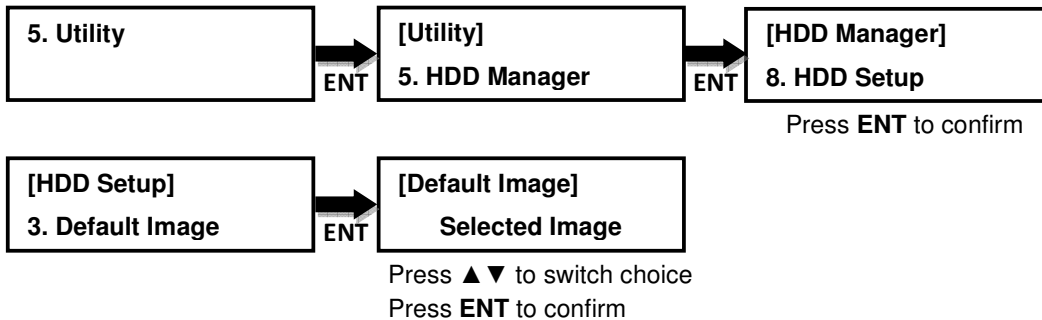 5. Utility
ENT
[Utility]
5. HDD Manager
ENT
[HDD Manager]
8. HDD Setup
Press ENT to confirm
[HDD Setup]
3. Default Image
ENT
[Default Image]
Selected Image
Press ▲▼ to switch choice
Press ENT to confirm